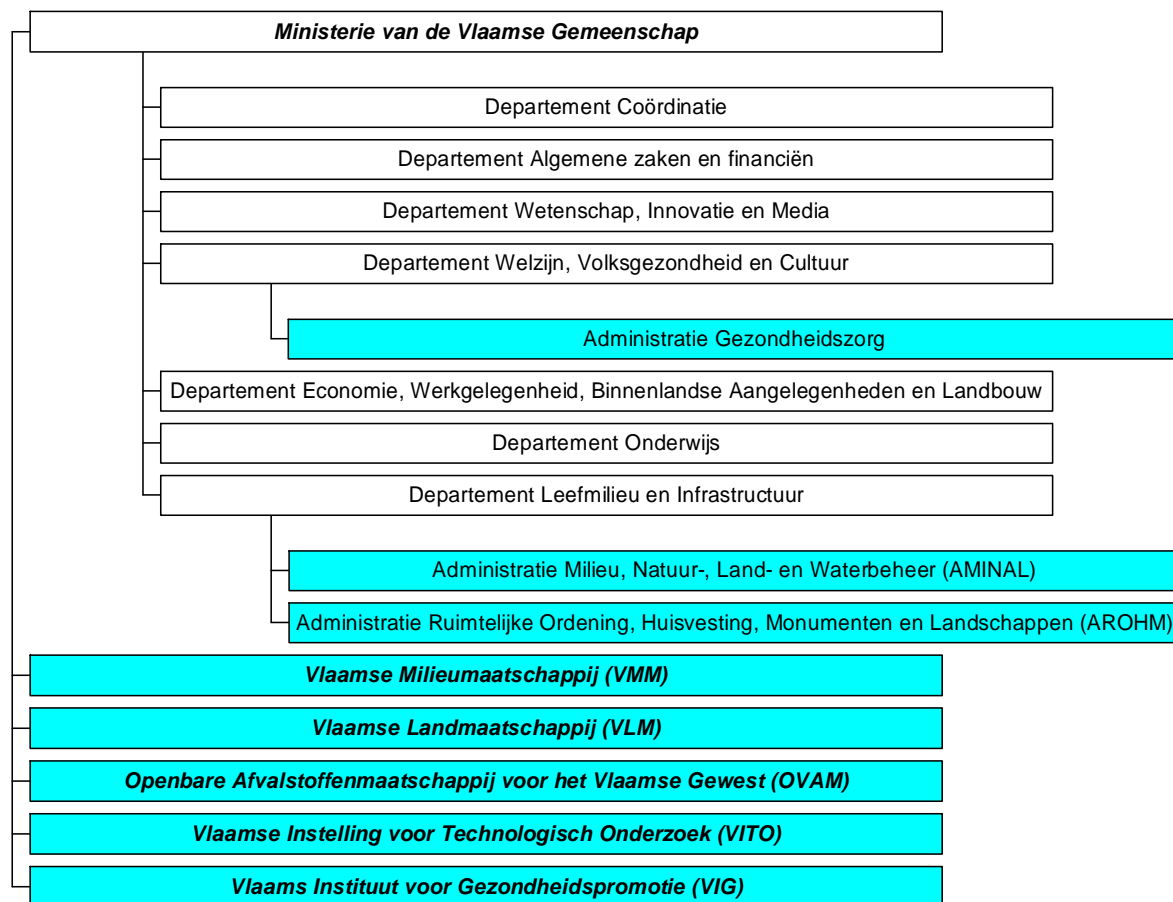 Ministerie van de Vlaamse Gemeenschap
Departement Coördinatie
Departement Algemene zaken en financiën
Departement Wetenschap, Innovatie en Media
Departement Welzijn, Volksgezondheid en Cultuur
Administratie Gezondheidszorg
Departement Economie, Werkgelegenheid, Binnenlandse Aangelegenheden en Landbouw
Departement Onderwijs
Departement Leefmilieu en Infrastructuur
Administratie Milieu, Natuur-, Land- en Waterbeheer (AMINAL)
Administratie Ruimtelijke Ordening, Huisvesting, Monumenten en Landschappen (AROHM)
Vlaamse Milieumaatschappij (VMM)
Vlaamse Landmaatschappij (VLM)
Openbare Afvalstoffenmaatschappij voor het Vlaamse Gewest (OVAM)
Vlaamse Instelling voor Technologisch Onderzoek (VITO)
Vlaams Instituut voor Gezondheidspromotie (VIG)